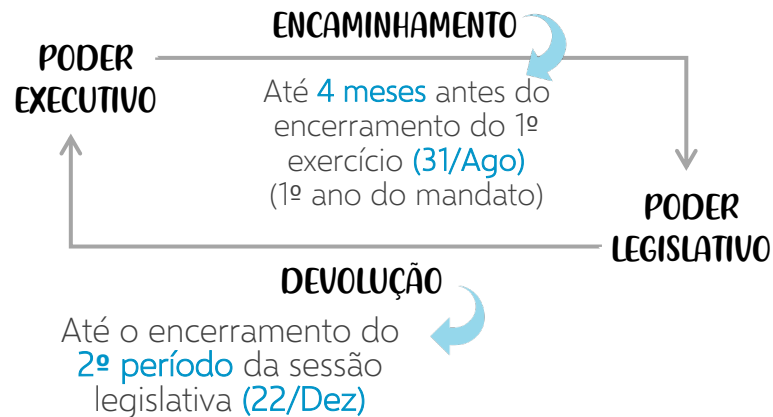 ENCAMINHAMENTO
PODER
EXECUTIVO
Até 4 meses antes do
encerramento do 1º
exercício (31/Ago)
(1º ano do mandato)
PODER
LEGISLATIVO
DEVOLUÇÃO
Até o encerramento do
2º período da sessão
legislativa (22/Dez)